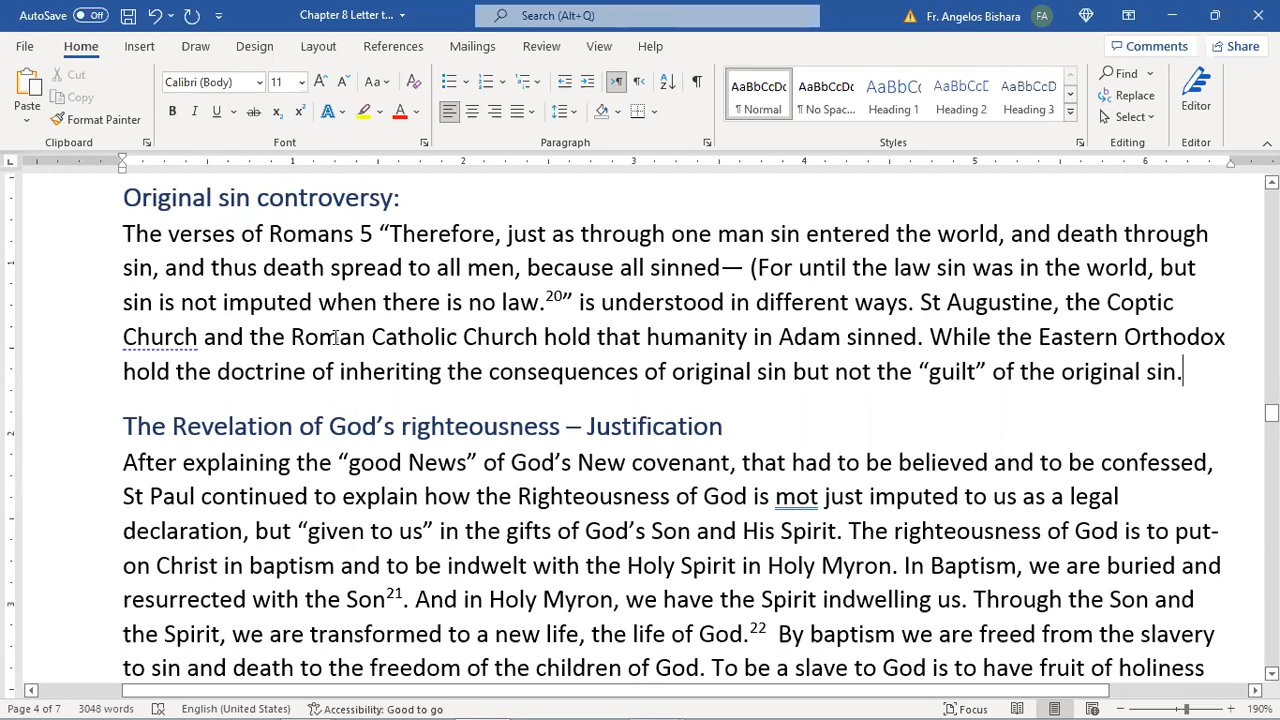 AutoSave Off Chapter 8 Letter t... Search (Alt+Q) Fr. Angelos Bishara FA
File Home Insert Draw Design Layout References Mailings Review View Help Comments Share
Cut
Copy
Paste Format Painter
Calibri (Body) 11
AaBbCcDc AaBbCcDc AaBbCc AaBbCcD AaBbCcD
¶ Normal ¶ No Spac... Heading 1 Heading 2 Heading 3
Find
Replace
Select
Editor
Clipboard Font Paragraph Styles Editing Editor
1 2 3 4 5 6
Original sin controversy:
The verses of Romans 5 “Therefore, just as through one man sin entered the world, and death through
sin, and thus death spread to all men, because all sinned— (For until the law sin was in the world, but
sin is not imputed when there is no law.20” is understood in different ways. St Augustine, the Coptic
Church and the Roman Catholic Church hold that humanity in Adam sinned. While the Eastern Orthodox
hold the doctrine of inheriting the consequences of original sin but not the “guilt” of the original sin.
The Revelation of God’s righteousness – Justification
After explaining the “good News” of God’s New covenant, that had to be believed and to be confessed,
St Paul continued to explain how the Righteousness of God is mot just imputed to us as a legal
declaration, but “given to us” in the gifts of God’s Son and His Spirit. The righteousness of God is to put-
on Christ in baptism and to be indwelt with the Holy Spirit in Holy Myron. In Baptism, we are buried and
resurrected with the Son21. And in Holy Myron, we have the Spirit indwelling us. Through the Son and
the Spirit, we are transformed to a new life, the life of God.22 By baptism we are freed from the slavery
to sin and death to the freedom of the children of God. To be a slave to God is to have fruit of holiness
Page 4 of 7 3048 words English (United States) Accessibility: Good to go Focus 190%